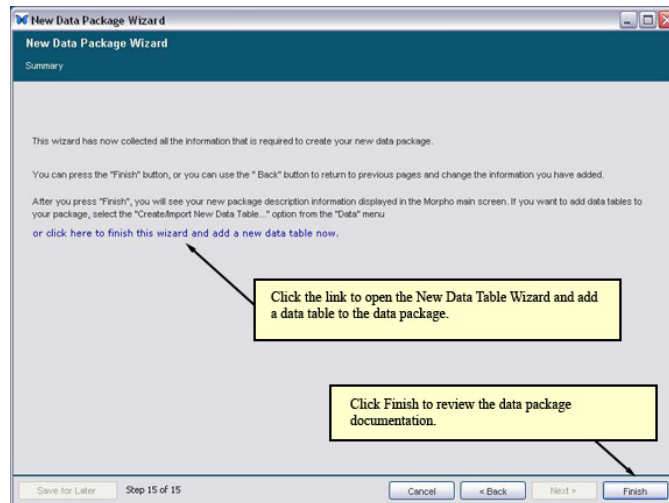 New Data Package Wizard
New Data Package Wizard
Summary
This wizard has now collected all the information that is required to create your new data package.
You can press the "Finish" button, or you can use the " Back" button to return to previous pages and change the information you have added.
After you press "Finish", you will see your new package description information displayed in the Morpho main screen. If you want to add data tables to
your package, select the "Create/Import New Data Table..." option from the "Data" menu
or click here to finish this wizard and add a new data table now.
Click the link to open the New Data Table Wizard and add
a data table to the data package.
Click Finish to review the data package
documentation.
Save for Later Step 15 of 15 Cancel < Back Next > Finish